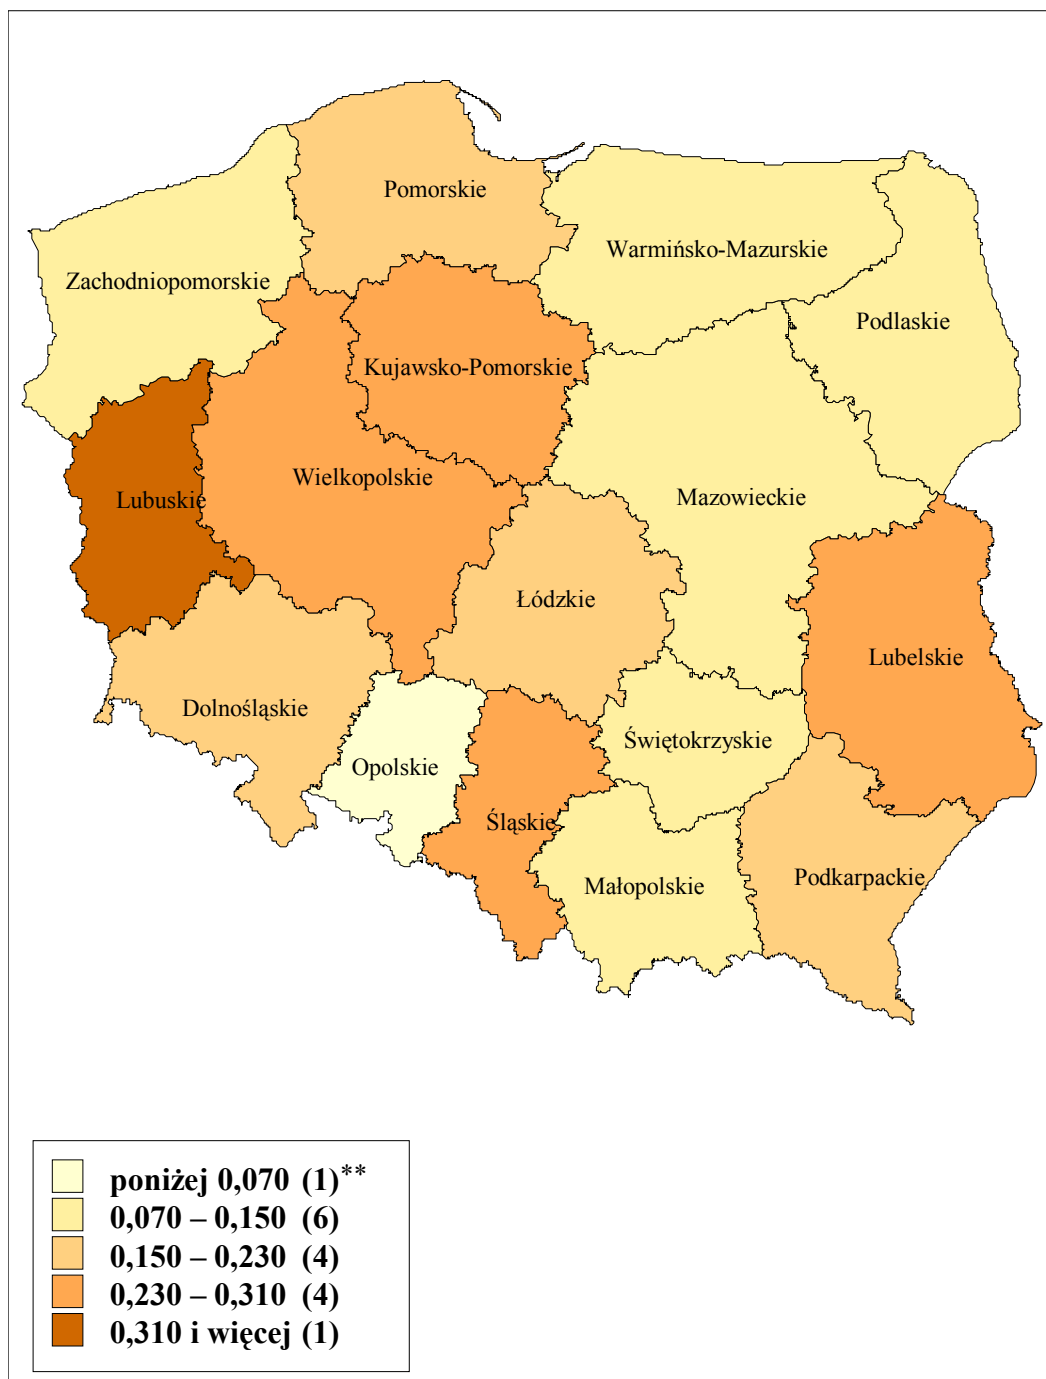 Pomorskie
Warmińsko-Mazurskie
Zachodniopomorskie
Podlaskie
Kujawsko-Pomorskie
Wielkopolskie
Mazowieckie
Lubuskie
Łódzkie
Lubelskie
Dolnośląskie
Świętokrzyskie
Opolskie
Śląskie
Podkarpackie
Małopolskie
poniżej 0,070 (1)**
0,070 – 0,150 (6)
0,150 – 0,230 (4)
0,230 – 0,310 (4)
0,310 i więcej (1)